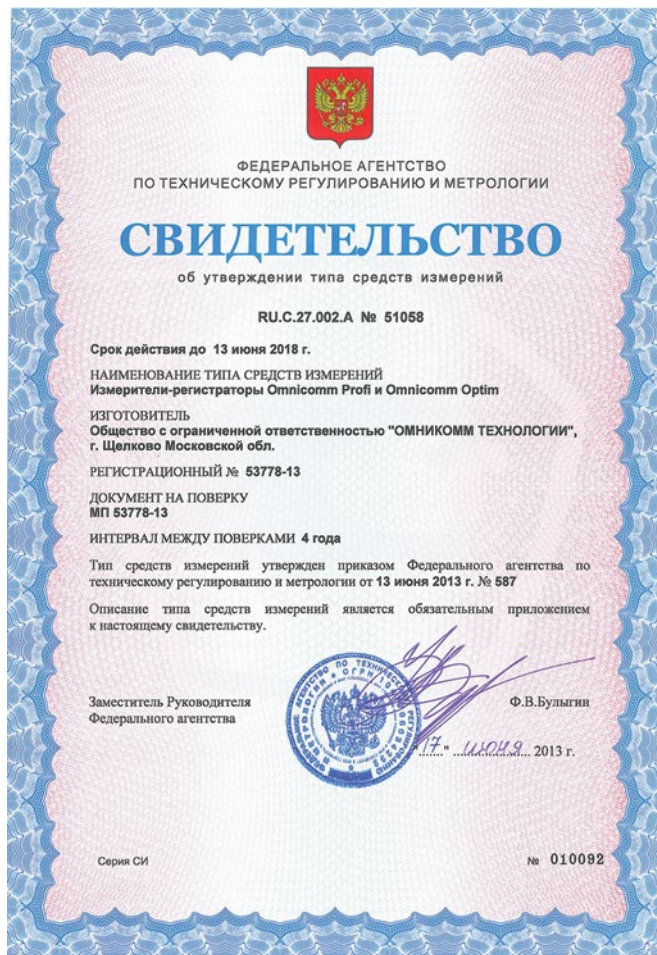 ФЕДЕРАЛЬНОЕ АГЕНТСТВО
ПО ТЕХНИЧЕСКОМУ РЕГУЛИРОВАНИЮ И МЕТРОЛОГИИ
СВИДЕТЕЛЬСТВО
об утверждении типа средств измерений
RU.C.27.002.A № 51058
Срок действия до 13 июня 2018 г.
НАИМЕНОВАНИЕ ТИПА СРЕДСТВ ИЗМЕРЕНИЙ
Измерители-регистраторы Omnicomm Profi и Omnicomm Optim
ИЗГОТОВИТЕЛЬ
Общество с ограниченной ответственностью "ОМНИКОММ ТЕХНОЛОГИИ",
г. Щелково Московской обл.
РЕГИСТРАЦИОННЫЙ № 53778-13
ДОКУМЕНТ НА ПОВЕРКУ
МП 53778-13
ИНТЕРВАЛ МЕЖДУ ПОВЕРКАМИ 4 года
Тип средств измерений утвержден приказом Федерального агентства по
техническому регулированию и метрологии от 13 июня 2013 г. № 587
Описание типа средств измерений является обязательным приложением
к настоящему свидетельству.
Заместитель Руководителя
Федерального агентства
Ф.В.Булыгин
"17" июня 2013 г.
Серия СИ
№ 010092